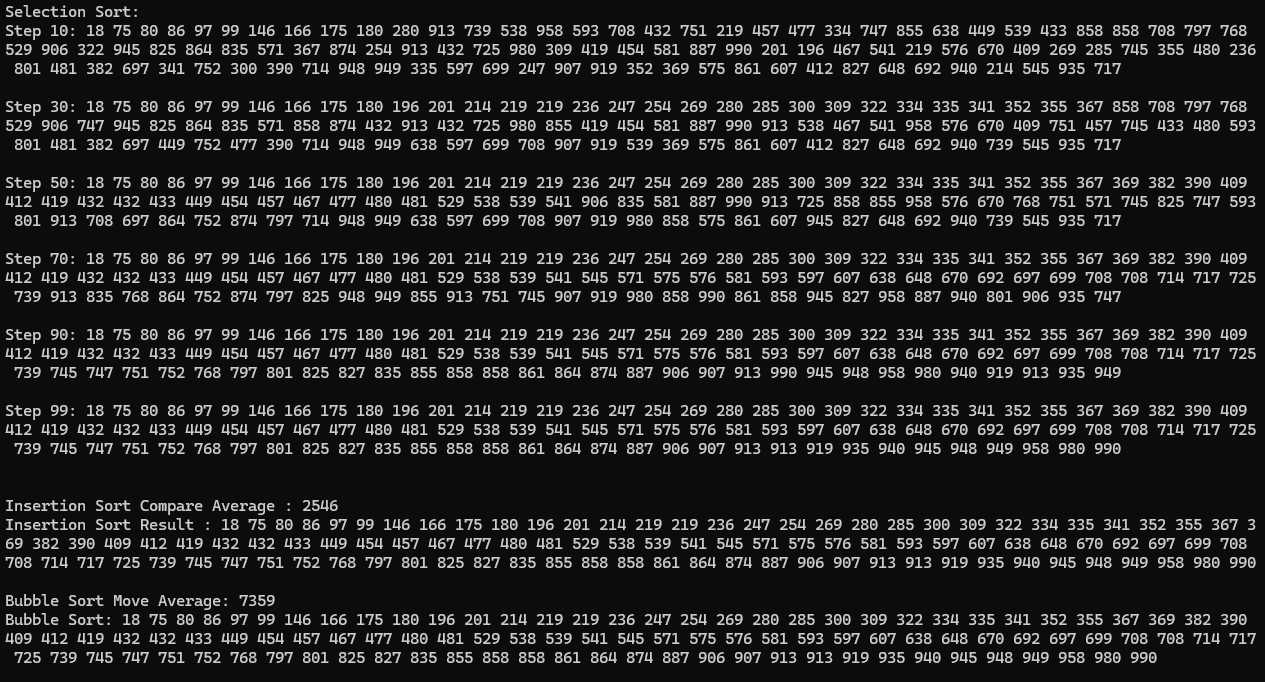 Selection Sort:
Step 10: 18 75 80 86 97 99 146 166 175 180 280 913 739 538 958 593 708 432 751 219 457 477 334 747 855 638 449 539 433 858 858 708 797 768
529 906 322 945 825 864 835 571 367 874 254 913 432 725 980 309 419 454 581 887 990 201 196 467 541 219 576 670 409 269 285 745 355 480 236
801 481 382 697 341 752 300 390 714 948 949 335 597 699 247 907 919 352 369 575 861 607 412 827 648 692 940 214 545 935 717
Step 30: 18 75 80 86 97 99 146 166 175 180 196 201 214 219 219 236 247 254 269 280 285 300 309 322 334 335 341 352 355 367 858 708 797 768
529 906 747 945 825 864 835 571 858 874 432 913 432 725 980 855 419 454 581 887 990 913 538 467 541 958 576 670 409 751 457 745 433 480 593
801 481 382 697 449 752 477 390 714 948 949 638 597 699 708 907 919 539 369 575 861 607 412 827 648 692 940 739 545 935 717
Step 50: 18 75 80 86 97 99 146 166 175 180 196 201 214 219 219 236 247 254 269 280 285 300 309 322 334 335 341 352 355 367 369 382 390 409
412 419 432 432 433 449 454 457 467 477 480 481 529 538 539 541 906 835 581 887 990 913 725 858 855 958 576 670 768 751 571 745 825 747 593
801 913 708 697 864 752 874 797 714 948 949 638 597 699 708 907 919 980 858 575 861 607 945 827 648 692 940 739 545 935 717
Step 70: 18 75 80 86 97 99 146 166 175 180 196 201 214 219 219 236 247 254 269 280 285 300 309 322 334 335 341 352 355 367 369 382 390 409
412 419 432 432 433 449 454 457 467 477 480 481 529 538 539 541 545 571 575 576 581 593 597 607 638 648 670 692 697 699 708 708 714 717 725
739 913 835 768 864 752 874 797 825 948 949 855 913 751 745 907 919 980 858 990 861 858 945 827 958 887 940 801 906 935 747
Step 90: 18 75 80 86 97 99 146 166 175 180 196 201 214 219 219 236 247 254 269 280 285 300 309 322 334 335 341 352 355 367 369 382 390 409
412 419 432 432 433 449 454 457 467 477 480 481 529 538 539 541 545 571 575 576 581 593 597 607 638 648 670 692 697 699 708 708 714 717 725
739 745 747 751 752 768 797 801 825 827 835 855 858 858 861 864 874 887 906 907 913 990 945 948 958 980 940 919 913 935 949
Step 99: 18 75 80 86 97 99 146 166 175 180 196 201 214 219 219 236 247 254 269 280 285 300 309 322 334 335 341 352 355 367 369 382 390 409
412 419 432 432 433 449 454 457 467 477 480 481 529 538 539 541 545 571 575 576 581 593 597 607 638 648 670 692 697 699 708 708 714 717 725
739 745 747 751 752 768 797 801 825 827 835 855 858 858 861 864 874 887 906 907 913 913 919 935 940 945 948 949 958 980 990
Insertion Sort Compare Average : 2546
Insertion Sort Result : 18 75 80 86 97 99 146 166 175 180 196 201 214 219 219 236 247 254 269 280 285 300 309 322 334 335 341 352 355 367 3
69 382 390 409 412 419 432 432 433 449 454 457 467 477 480 481 529 538 539 541 545 571 575 576 581 593 597 607 638 648 670 692 697 699 708
708 714 717 725 739 745 747 751 752 768 797 801 825 827 835 855 858 858 861 864 874 887 906 907 913 913 919 935 940 945 948 949 958 980 990
Bubble Sort Move Average: 7359
Bubble Sort: 18 75 80 86 97 99 146 166 175 180 196 201 214 219 219 236 247 254 269 280 285 300 309 322 334 335 341 352 355 367 369 382 390
409 412 419 432 432 433 449 454 457 467 477 480 481 529 538 539 541 545 571 575 576 581 593 597 607 638 648 670 692 697 699 708 708 714 717
725 739 745 747 751 752 768 797 801 825 827 835 855 858 858 861 864 874 887 906 907 913 913 919 935 940 945 948 949 958 980 990